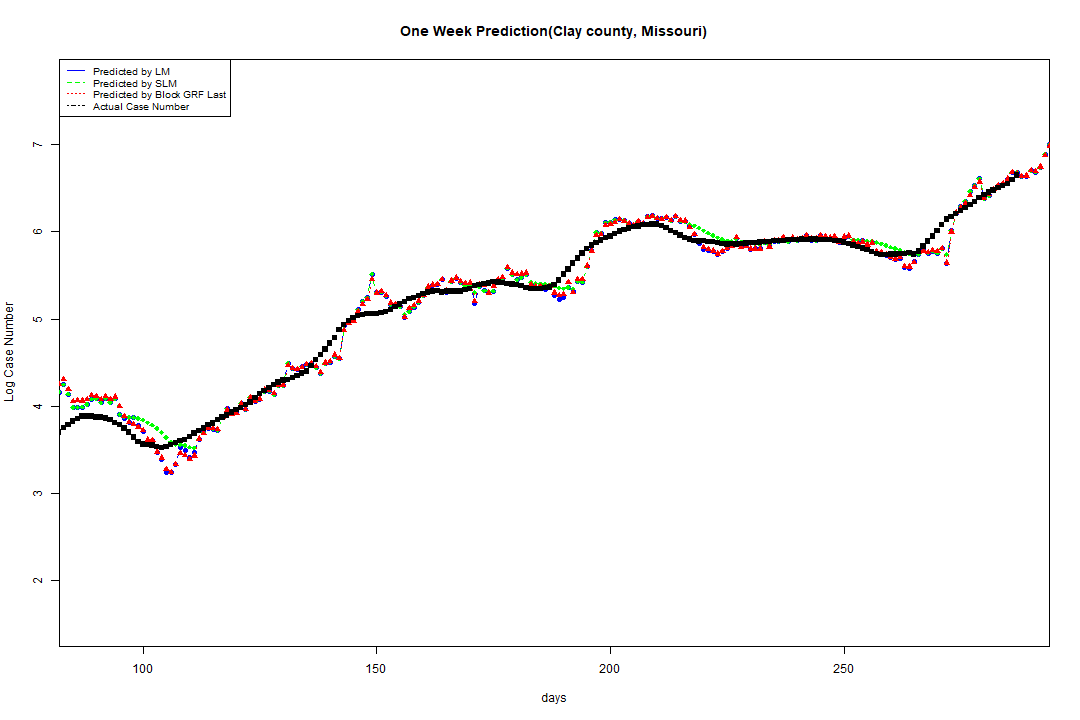 One Week Prediction(Clay county, Missouri)
Predicted by LM
Predicted by SLM
Predicted by Block GRF Last
Actual Case Number
7
6
5
4
3
2
Log Case Number
100 150 200 250
days